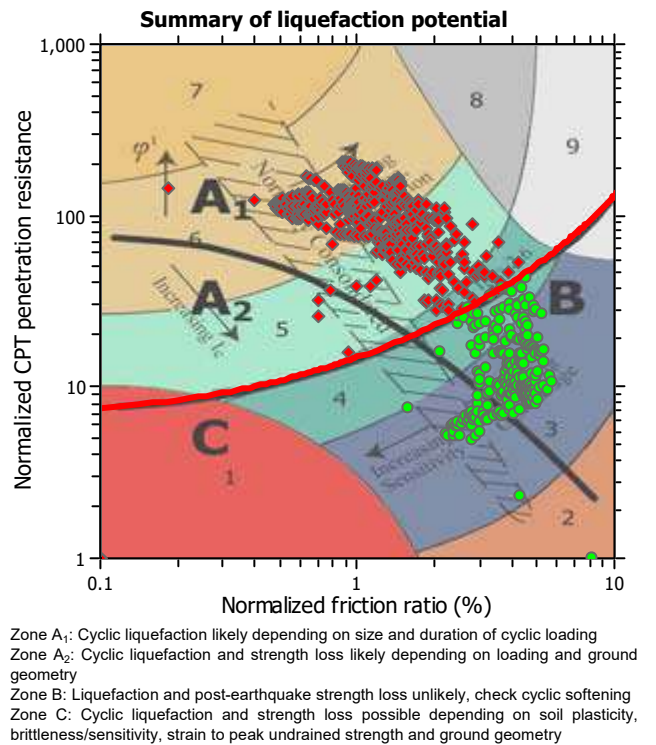 Summary of liquefaction potential
1,000
7
8
9
φ'
A1
100
6
A2
Increasing Ic
Consolidated
B
5
10
4
C
3
Increasing
Sensitivity
1
2
1
0.1
1
10
Normalized CPT penetration resistance
Normalized friction ratio (%)
Zone A1: Cyclic liquefaction likely depending on size and duration of cyclic loading
Zone A2: Cyclic liquefaction and strength loss likely depending on loading and ground
geometry
Zone B: Liquefaction and post-earthquake strength loss unlikely, check cyclic softening
Zone C: Cyclic liquefaction and strength loss possible depending on soil plasticity,
brittleness/sensitivity, strain to peak undrained strength and ground geometry